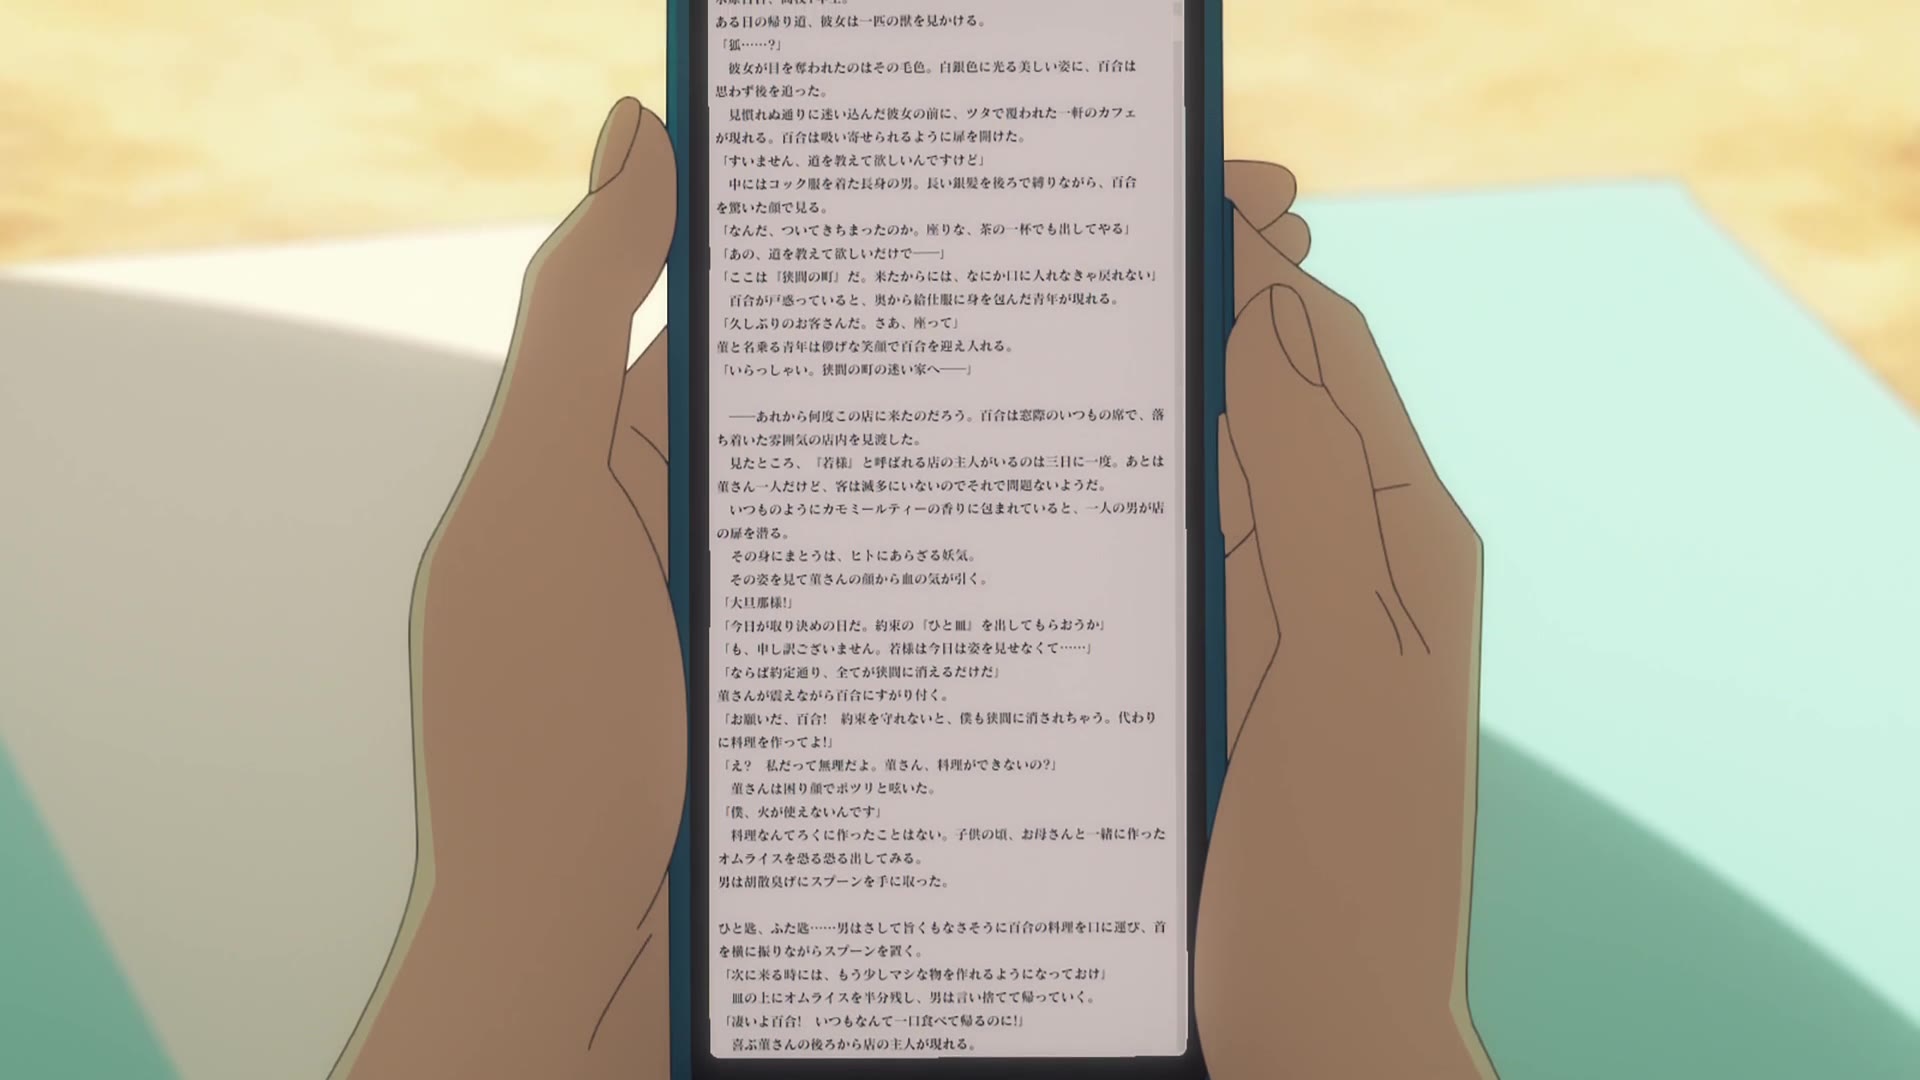 ある日の帰り道、彼女は一匹の獣を見かける。
「狐……?」
彼女が目を奪われたのはその毛色。白銀色に光る美しい姿に、百合は
思わず後を追った。
見慣れぬ通りに迷い込んだ彼女の前に、ツタで覆われた一軒のカフェ
が現れる。百合は吸い寄せられるように扉を開けた。
「すいません、道を教えて欲しいんですけど」
中にはコック服を着た長身の男。長い銀髪を後ろで縛りながら、百合
を驚いた顔で見る。
「なんだ、ついてきちまったのか。座りな、茶の一杯でも出してやる」
「あの、道を教えて欲しいだけで――」
「ここは『狭間の町』だ。来たからには、なにか口に入れなきゃ戻れない」
百合が戸惑っていると、奥から給仕服に身を包んだ青年が現れる。
「久しぶりのお客さんだ。さあ、座って」
菫と名乗る青年は儚げな笑顔で百合を迎え入れる。
「いらっしゃい。狭間の町の迷い家へ――」
――あれから何度この店に来たのだろう。百合は窓際のいつもの席で、落
ち着いた雰囲気の店内を見渡した。
見たところ、『若様』と呼ばれる店の主人がいるのは三日に一度。あとは
菫さん一人だけど、客は滅多にいないのでそれで問題ないようだ。
いつものようにカモミールティーの香りに包まれていると、一人の男が店
の扉を潜る。
その身にまとうは、ヒトにあらざる妖気。
その姿を見て菫さんの顔から血の気が引く。
「大旦那様!」
「今日が取り決めの日だ。約束の『ひと皿』を出してもらおうか」
「も、申し訳ございません。若様は今日は姿を見せなくて……」
「ならば約定通り、全てが狭間に消えるだけだ」
菫さんが震えながら百合にすがり付く。
「お願いだ、百合!　約束を守れないと、僕も狭間に消されちゃう。代わり
に料理を作ってよ!」
「え?　私だって無理だよ。菫さん、料理ができないの?」
菫さんは困り顔でポツリと呟いた。
「僕、火が使えないんです」
料理なんてろくに作ったことはない。子供の頃、お母さんと一緒に作った
オムライスを恐る恐る出してみる。
男は胡散臭げにスプーンを手に取った。
ひと匙、ふた匙……男はさして旨くもなさそうに百合の料理を口に運び、首
を横に振りながらスプーンを置く。
「次に来る時には、もう少しマシな物を作れるようになっておけ」
皿の上にオムライスを半分残し、男は言い捨てて帰っていく。
「凄いよ百合!　いつもなんて一口食べて帰るのに!」
喜ぶ菫さんの後ろから店の主人が現れる。